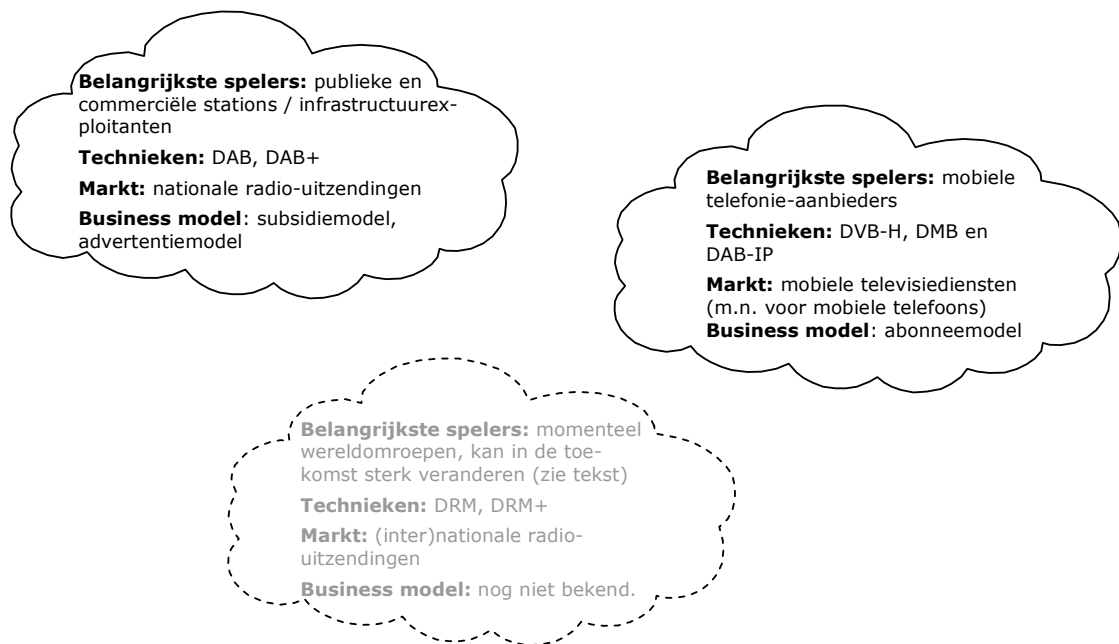 Belangrijkste spelers: publieke en
commerciële stations / infrastructuurex-
ploitanten
Technieken: DAB, DAB+
Markt: nationale radio-uitzendingen
Business model: subsidiemodel,
advertentiemodel
Belangrijkste spelers: mobiele
telefonie-aanbieders
Technieken: DVB-H, DMB en
DAB-IP
Markt: mobiele televisiediensten
(m.n. voor mobiele telefoons)
Business model: abonneemodel
Belangrijkste spelers: momenteel
wereldomroepen, kan in de toe-
komst sterk veranderen (zie tekst)
Technieken: DRM, DRM+
Markt: (inter)nationale radio-
uitzendingen
Business model: nog niet bekend.